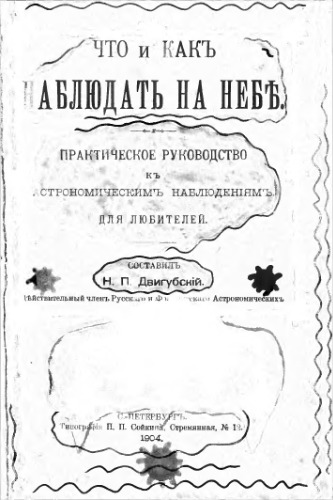 ЧТО и КАКЪ
НАБЛЮДАТЬ НА НЕБѢ.
ПРАКТИЧЕСКОЕ РУКОВОДСТВО
КЪ
АСТРОНОМИЧЕСКИМЪ НАБЛЮДЕНІЯМЪ
ДЛЯ ЛЮБИТЕЛЕЙ.
СОСТАВИЛЪ
Н. П. Двигубскій.
Дѣйствительный членъ Русскаго и Астрономическихъ
С.-ПЕТЕРБУРГЪ.
Типографія П. П. Сойкина, Стремянная, № 12.
1904.